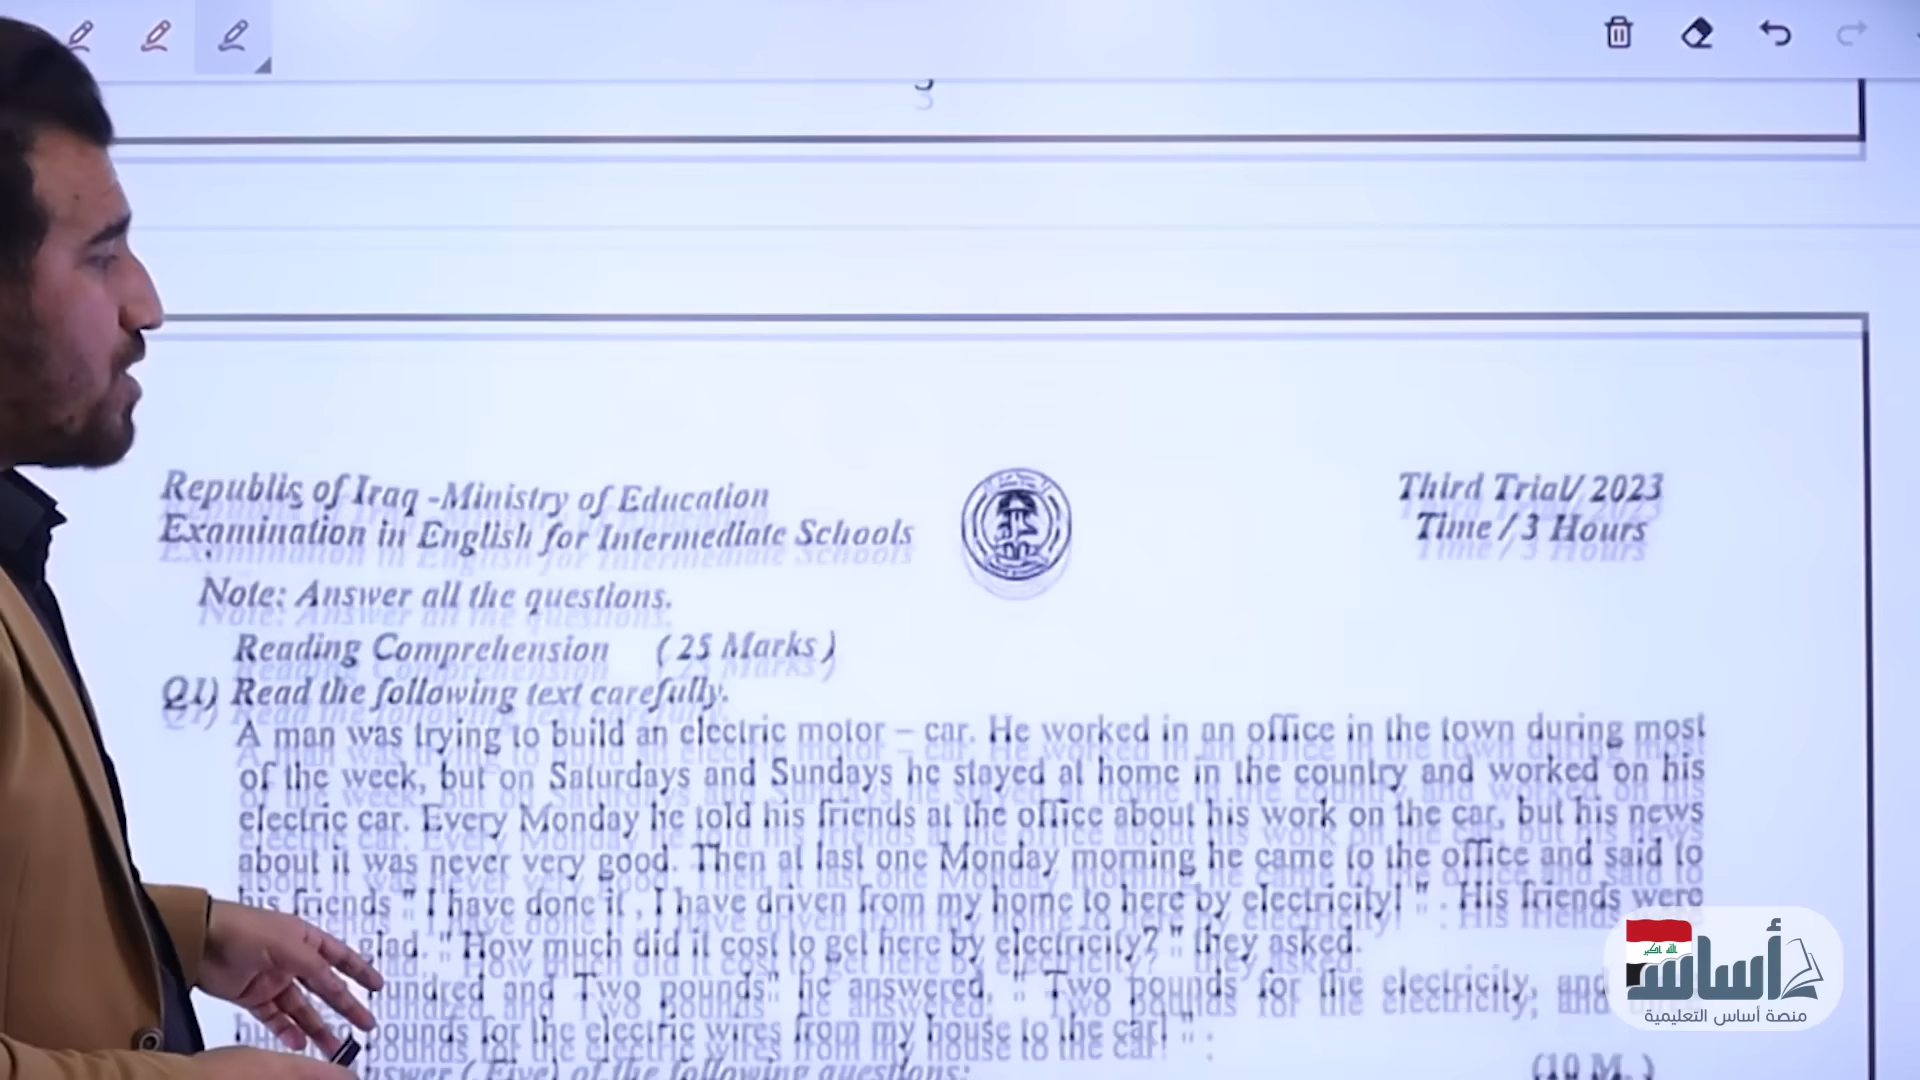 Republis of Iraq -Ministry of Education
Third Trial/ 2023
Examination in English for Intermediate Schools
Time / 3 Hours
Note: Answer all the questions.
Reading Comprehension ( 25 Marks )
Q1) Read the following text carefully.
A man was trying to build an electric motor – car. He worked in an office in the town during most
of the week, but on Saturdays and Sundays he stayed at home in the country and worked on his
electric car. Every Monday he told his friends at the office about his work on the car, but his news
about it was never very good. Then at last one Monday morning he came to the office and said to
his friends " I have done it , I have driven from my home to here by electricity! " . His friends were
glad. " How much did it cost to get here by electricity? " they asked.
hundred and Two pounds" he answered. " Two pounds for the electricity, and
pounds for the electric wires from my house to the car! " :
Answer ( Five) of the following questions:
(10 M. )
أساس
منصة أساس التعليمية